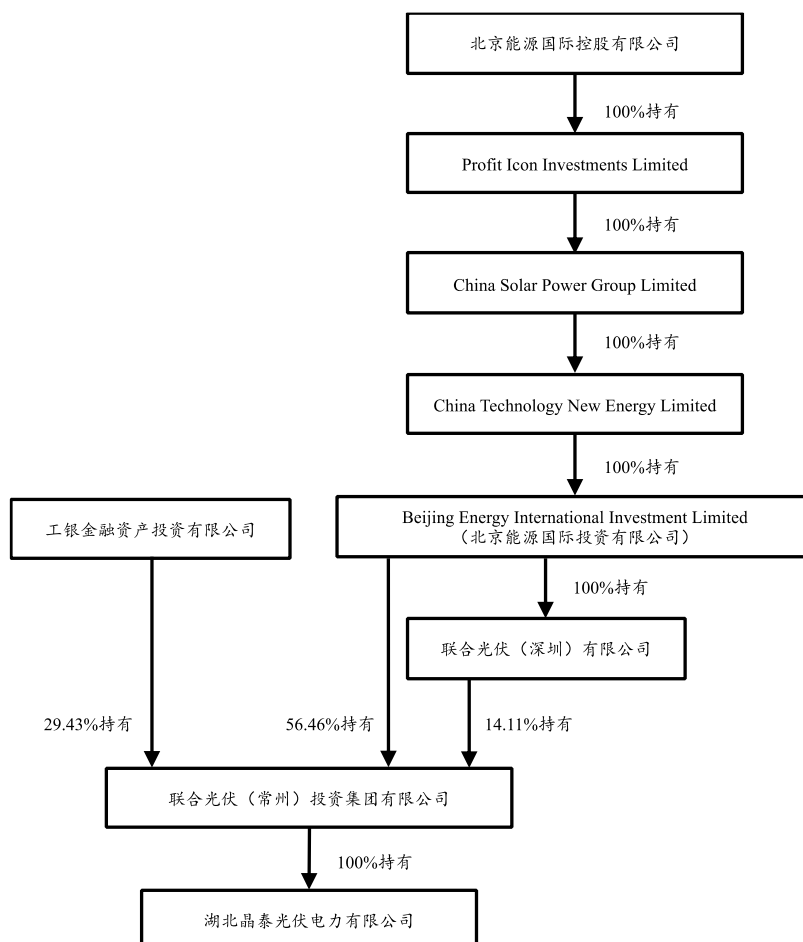 北京能源国际控股有限公司
100%持有
Profit Icon Investments Limited
100%持有
China Solar Power Group Limited
100%持有
China Technology New Energy Limited
100%持有
工银金融资产投资有限公司
Beijing Energy International Investment Limited
（北京能源国际投资有限公司）
100%持有
联合光伏（深圳）有限公司
29.43%持有
56.46%持有
14.11%持有
联合光伏（常州）投资集团有限公司
100%持有
湖北晶泰光伏电力有限公司